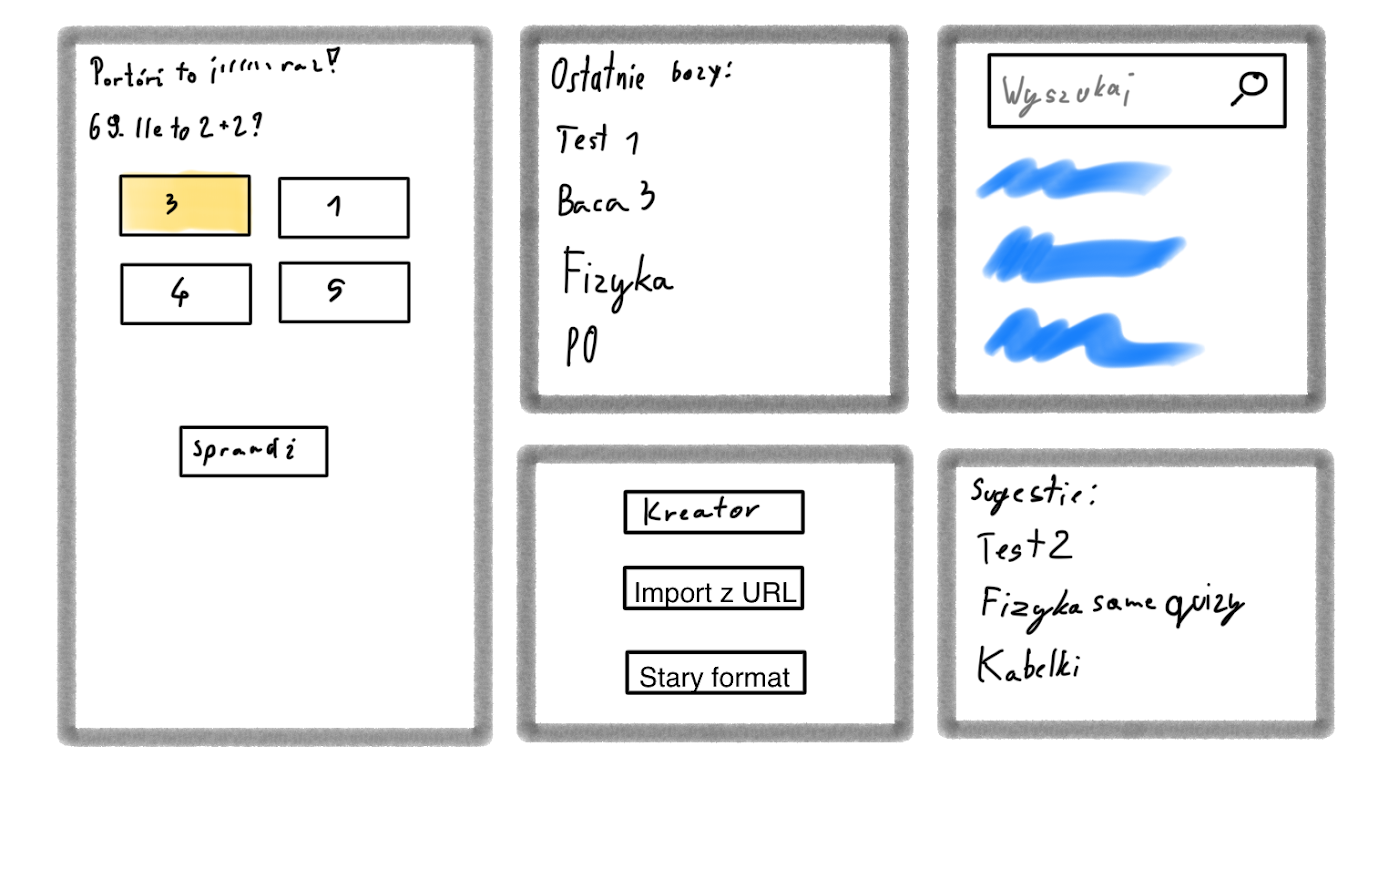 Powtórz to jeszcze raz!
69. Ile to 2+2?
3
1
4
5
Sprawdź
Ostatnie bazy:
Test 1
Baca 3
Fizyka
PO
Kreator
Import z URL
Stary format
Wyszukaj
Sugestie:
Test 2
Fizyka same quizy
Kabelki